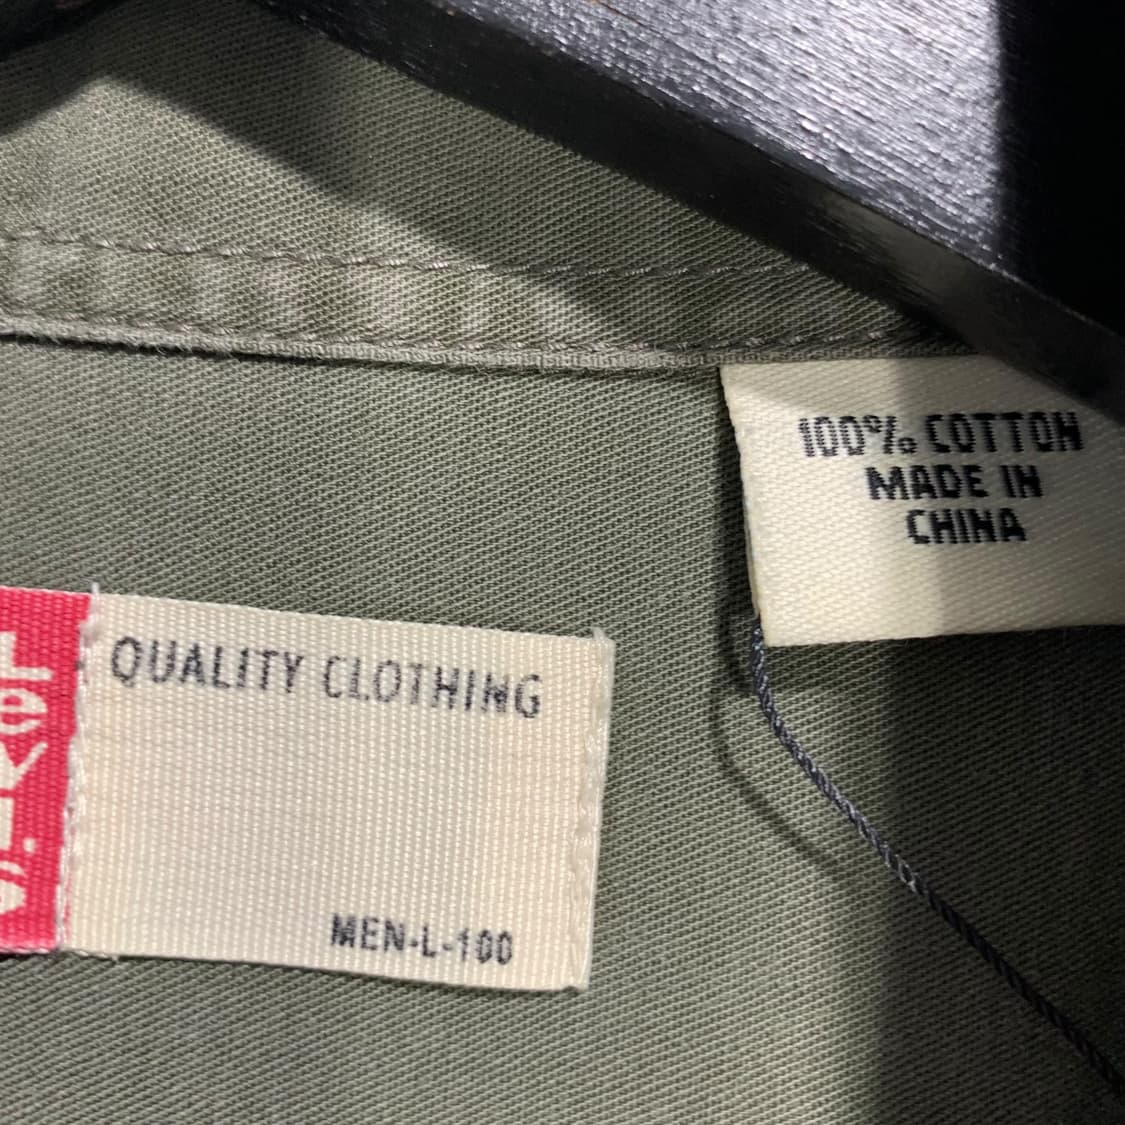 100% COTTON
MADE IN
CHINA
QUALITY CLOTHING
MEN-L-100